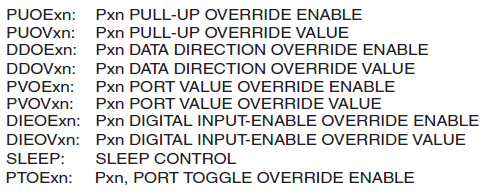 PUOExn: Pxn PULL-UP OVERRIDE ENABLE
PUOVxn: Pxn PULL-UP OVERRIDE VALUE
DDOExn: Pxn DATA DIRECTION OVERRIDE ENABLE
DDOVxn: Pxn DATA DIRECTION OVERRIDE VALUE
PVOExn: Pxn PORT VALUE OVERRIDE ENABLE
PVOVxn: Pxn PORT VALUE OVERRIDE VALUE
DIEOExn: Pxn DIGITAL INPUT-ENABLE OVERRIDE ENABLE
DIEOVxn: Pxn DIGITAL INPUT-ENABLE OVERRIDE VALUE
SLEEP: SLEEP CONTROL
PTOExn: Pxn, PORT TOGGLE OVERRIDE ENABLE